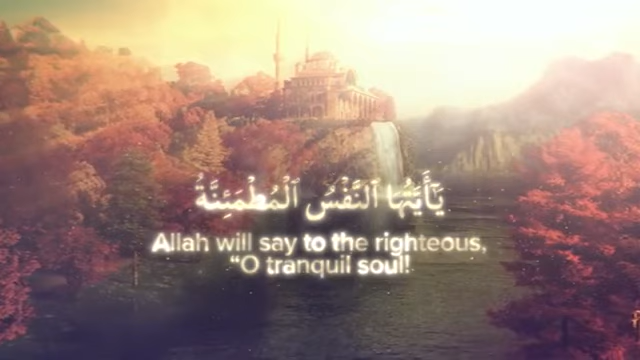 يَـٰٓأَيَّتُهَا ٱلنَّفْسُ ٱلْمُطْمَئِنَّةُ
Allah will say to the righteous,
“O tranquil soul!